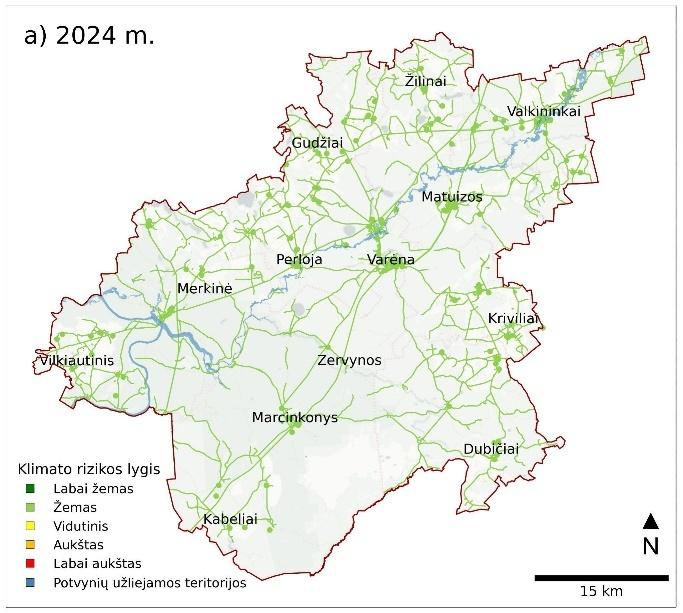 a) 2024 m.
Žilinai
Valkininkai
Gudžiai
Matuizos
Perloja
Varėna
Merkinė
Kriviliai
Vilkiautinis
Zervynos
Marcinkonys
Dubičiai
Kabeliai
Klimato rizikos lygis
Labai žemas
Žemas
Vidutinis
Aukštas
Labai aukštas
Potvynių užliejamos teritorijos
N
15 km